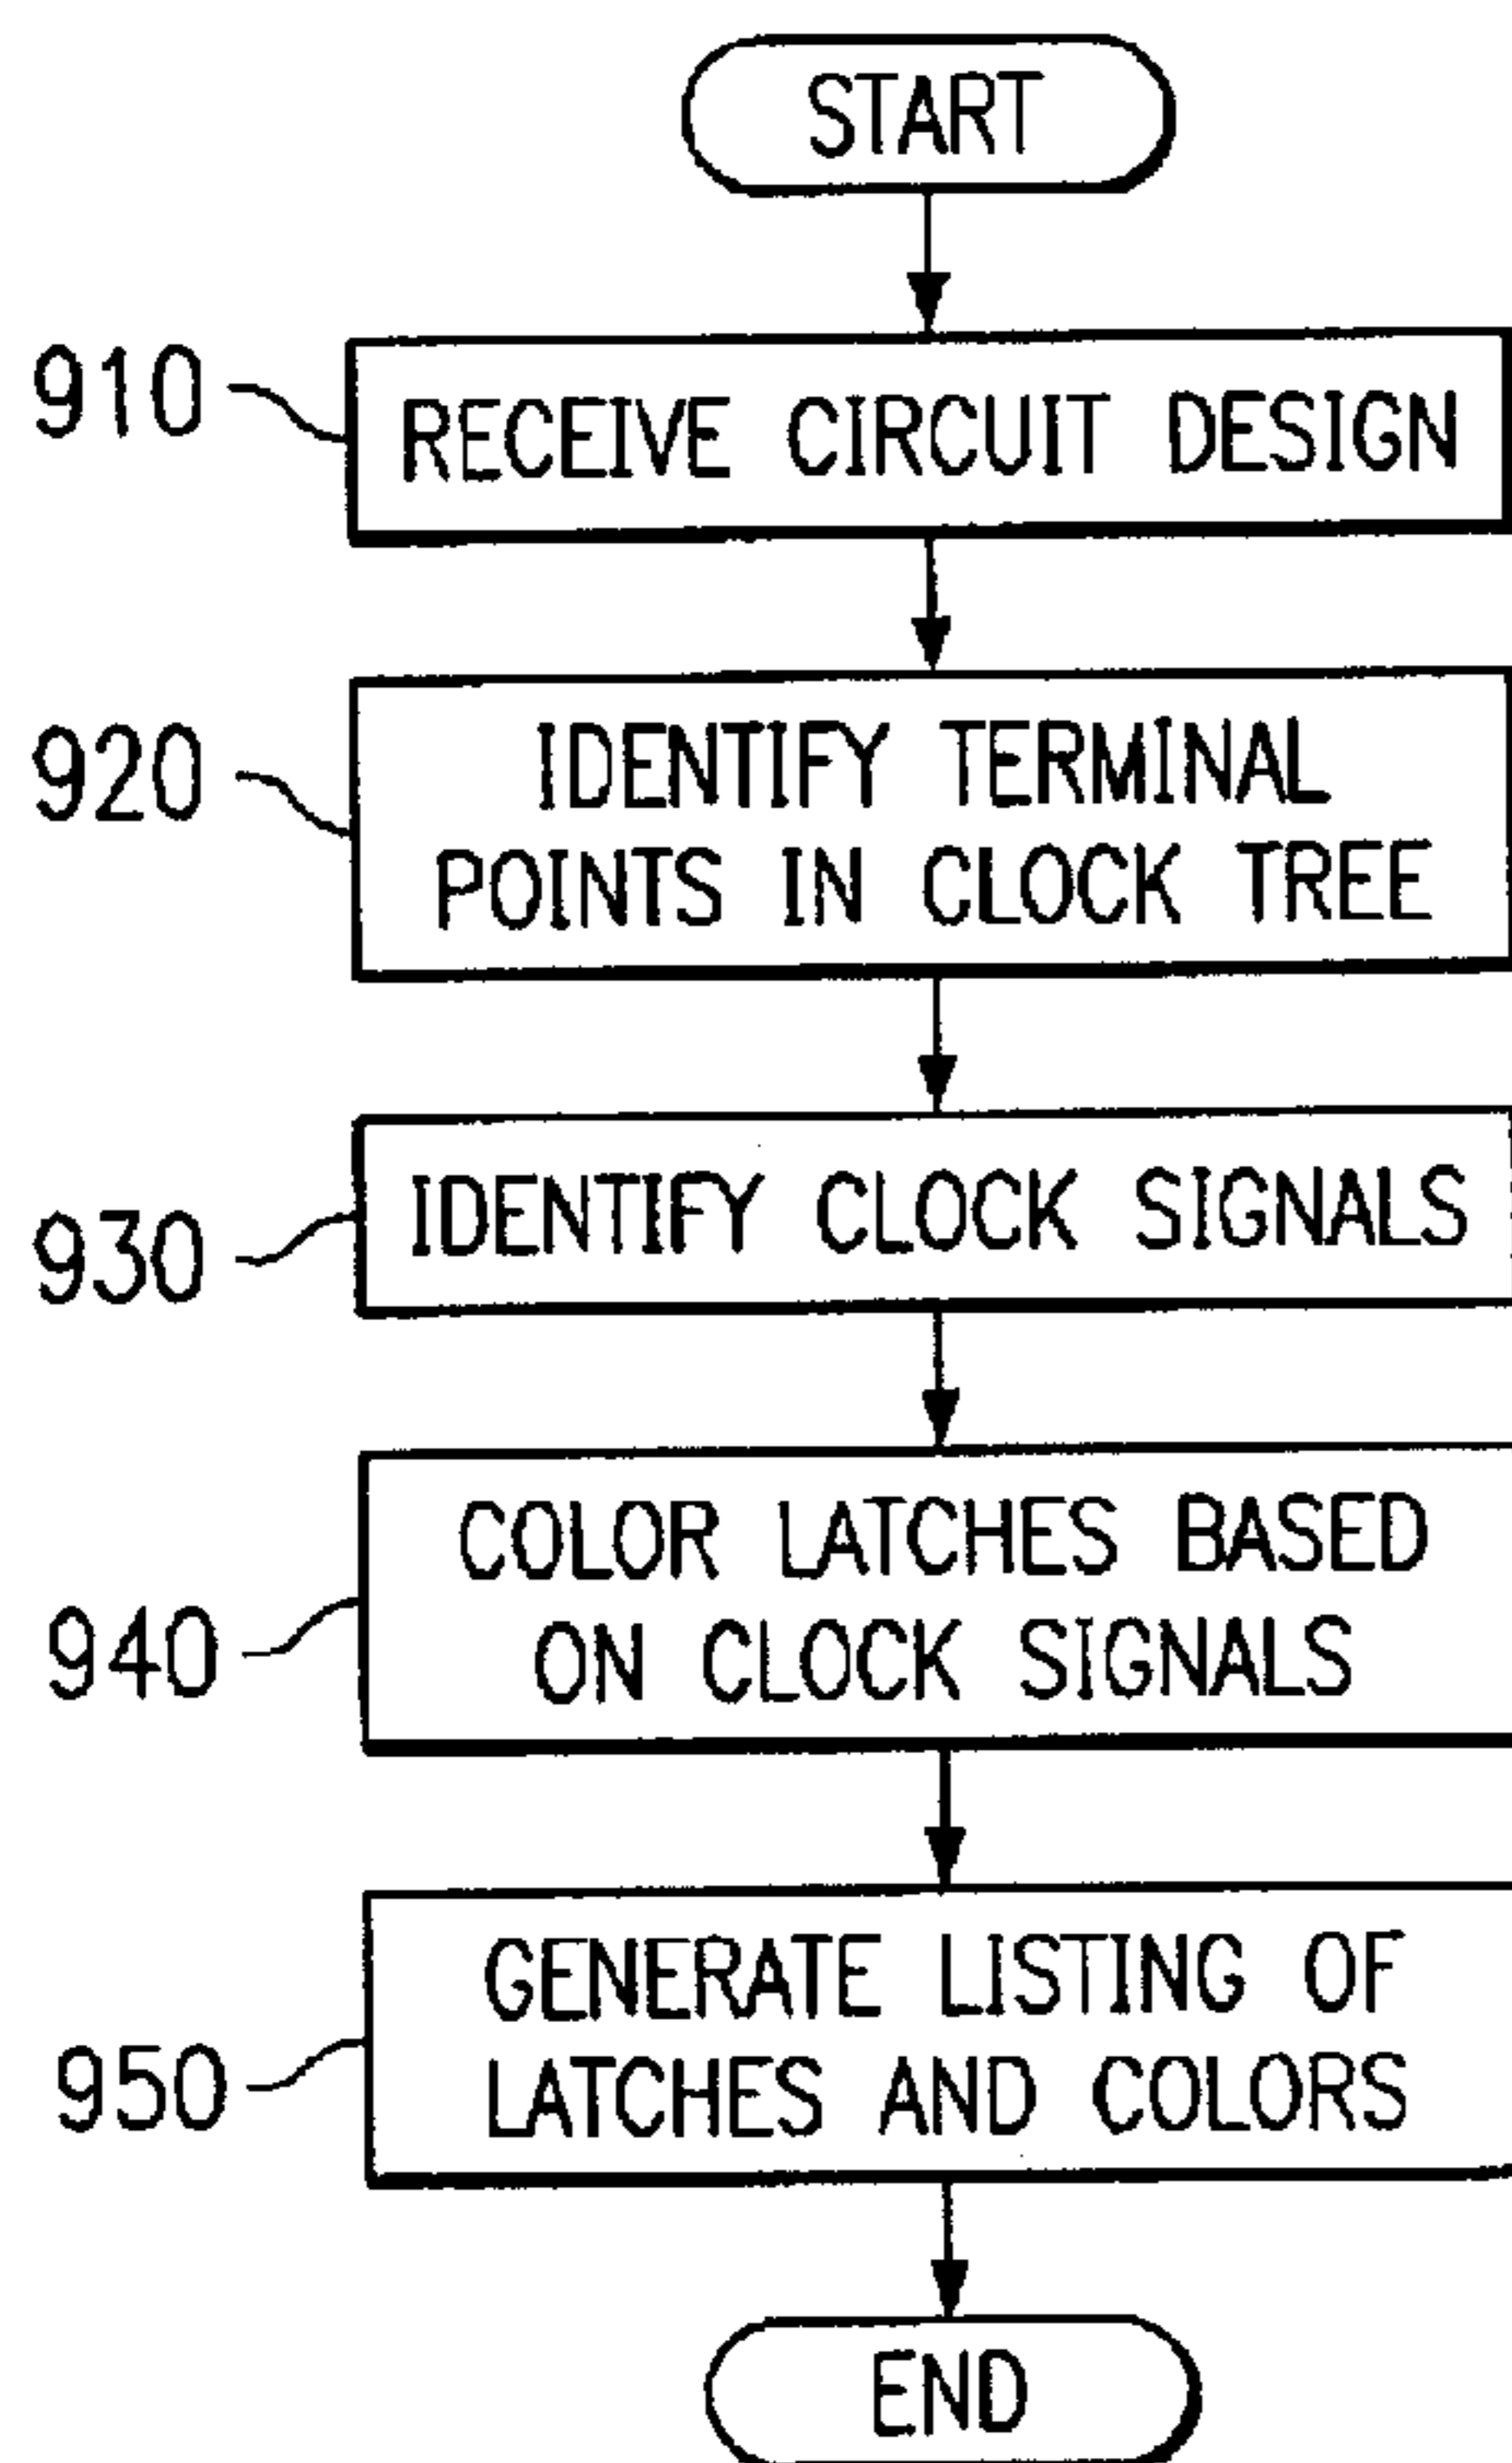 START
910
RECEIVE CIRCUIT DESIGN
920
IDENTIFY TERMINAL
POINTS IN CLOCK TREE
930
IDENTIFY CLOCK SIGNALS
940
COLOR LATCHES BASED
ON CLOCK SIGNALS
950
GENERATE LISTING OF
LATCHES AND COLORS
END